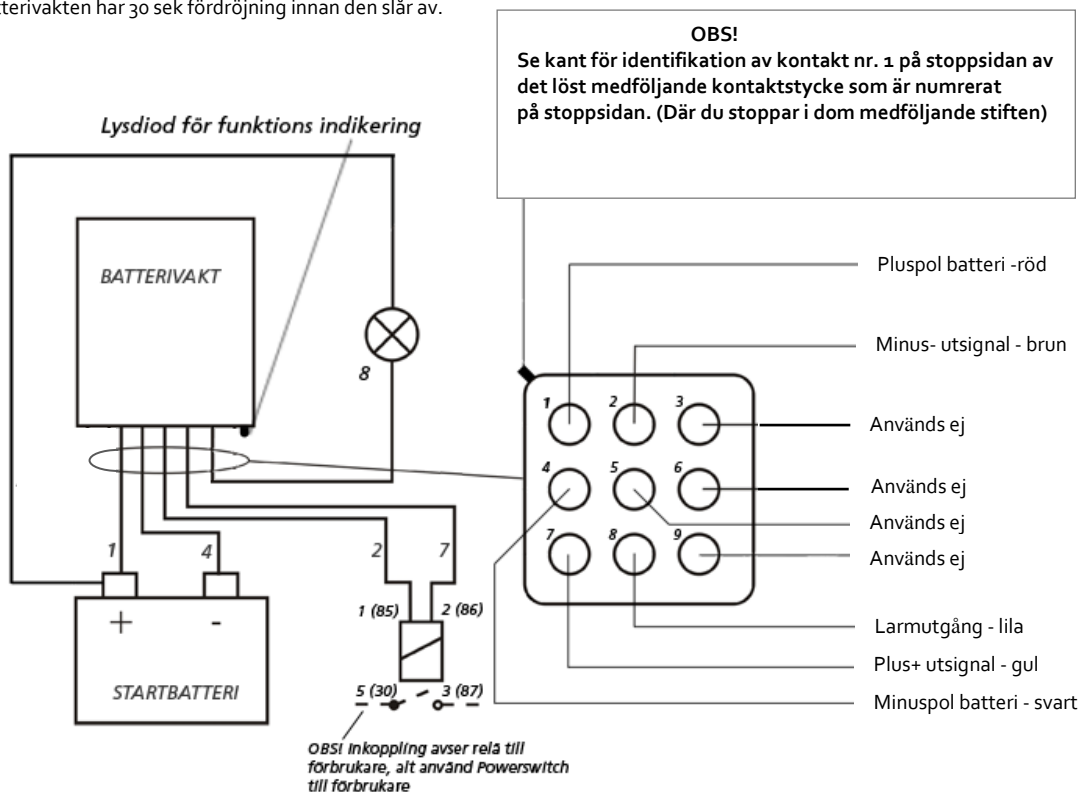 tterivakten har 30 sek fördröjning innan den slår av.
OBS!
Se kant för identifikation av kontakt nr. 1 på stoppsidan av
det löst medföljande kontaktstycke som är numrerat
på stoppsidan. (Där du stoppar i dom medföljande stiften)
Lysdiod för funktions indikering
BATTERIVAKT
8
1
4
2
7
1 (85)
2 (86)
5 (30)
3 (87)
+
-
STARTBATTERI
OBS! Inkoppling avser relä till
förbrukare, alt använd Powerswitch
till förbrukare
1
2
3
4
5
6
7
8
9
Pluspol batteri -röd
Minus- utsignal - brun
Används ej
Används ej
Används ej
Används ej
Larmutgång - lila
Plus+ utsignal - gul
Minuspol batteri - svart